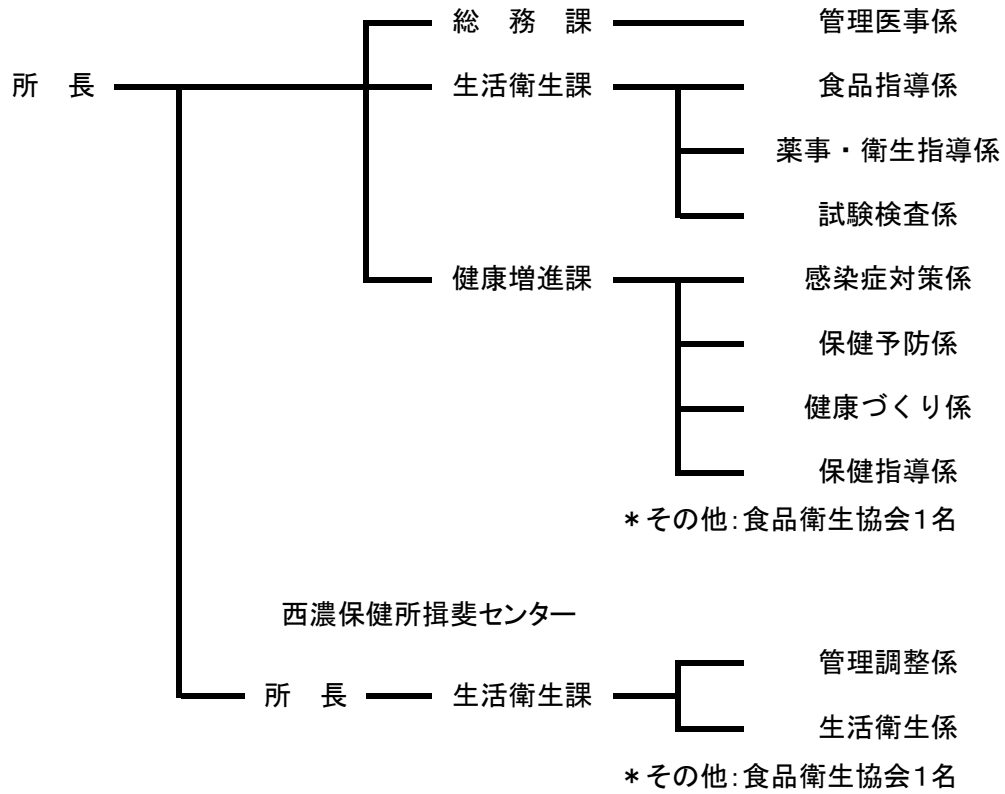 総　務　課　管理医事係
所　長　生活衛生課　食品指導係
薬事・衛生指導係
試験検査係
健康増進課　感染症対策係
保健予防係
健康づくり係
保健指導係
＊その他：食品衛生協会１名
西濃保健所揖斐センター
管理調整係
所　長　生活衛生課
生活衛生係
＊その他：食品衛生協会１名